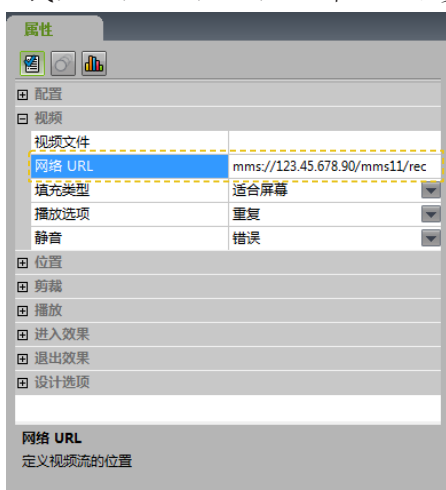 属性
配置
视频
视频文件
网络 URL mms://123.45.678.90/mms11/rec
填充类型 适合屏幕
播放选项 重复
静音 错误
位置
剪裁
播放
进入效果
退出效果
设计选项
网络 URL
定义视频流的位置